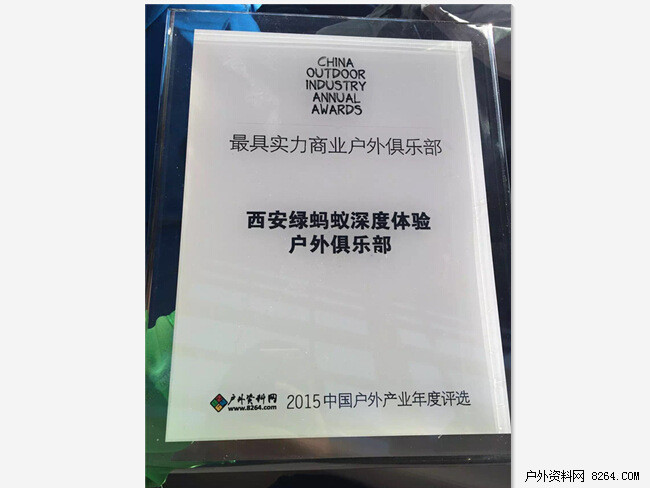 CHINA
OUTDOOR
INDUSTRY
ANNUAL
AWARDS
最具实力商业户外俱乐部
西安绿蚂蚁深度体验
户外俱乐部
户外资料网
www.8264.com
2015中国户外产业年度评选
户外资料网 8264.com